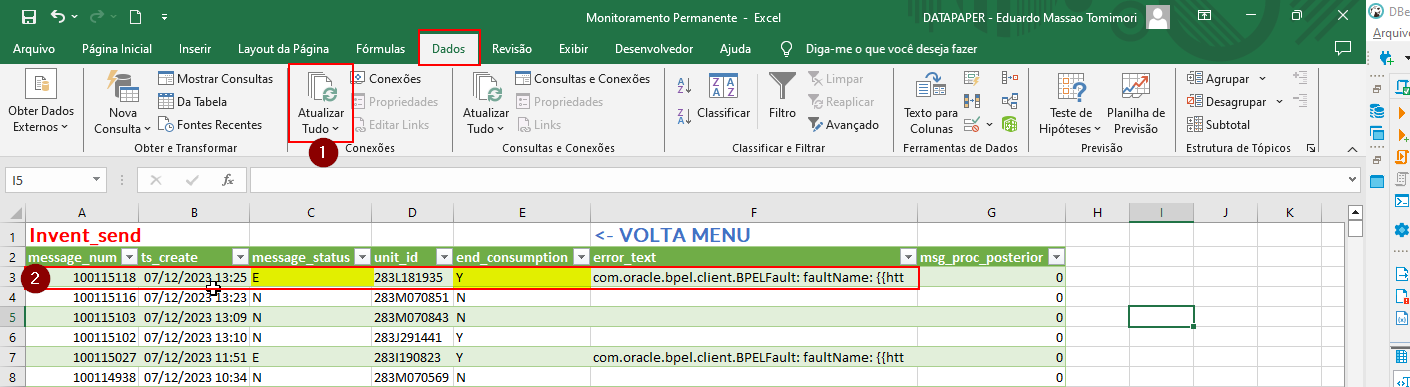 Monitoramento Permanente - Excel
DATAPAPER - Eduardo Massao Tomimori
DBe
Arquivo Página Inicial Inserir Layout da Página Fórmulas Dados Revisão Exibir Desenvolvedor Ajuda Diga-me o que você deseja fazer
Arquivo
Obter Dados Externos
Nova Consulta
Mostrar Consultas
Da Tabela
Fontes Recentes
Obter e Transformar
Atualizar Tudo
1
Conexões
Propriedades
Editar Links
Conexões
Atualizar Tudo
Consultas e Conexões
Propriedades
Links
Consultas e Conexões
Classificar
Filtro
Limpar
Reaplicar
Avançado
Classificar e Filtrar
Texto para Colunas
Ferramentas de Dados
Teste de Hipóteses
Planilha de Previsão
Previsão
Agrupar
Desagrupar
Subtotal
Estrutura de Tópicos
I5 fx
A B C D E F G H I J K
1 Invent_send <- VOLTA MENU
2 message_num ts_create message_status unit_id end_consumption error_text msg_proc_posterior
2 3 100115118 07/12/2023 13:25 E 283L181935 Y com.oracle.bpel.client.BPELFault: faultName: {{htt 0
4 100115116 07/12/2023 13:23 N 283M070851 N 0
5 100115103 07/12/2023 13:09 N 283M070843 N 0
6 100115102 07/12/2023 13:10 N 283J291441 Y 0
7 100115027 07/12/2023 11:51 E 283I190823 Y com.oracle.bpel.client.BPELFault: faultName: {{htt 0
8 100114938 07/12/2023 10:34 N 283M070569 N 0